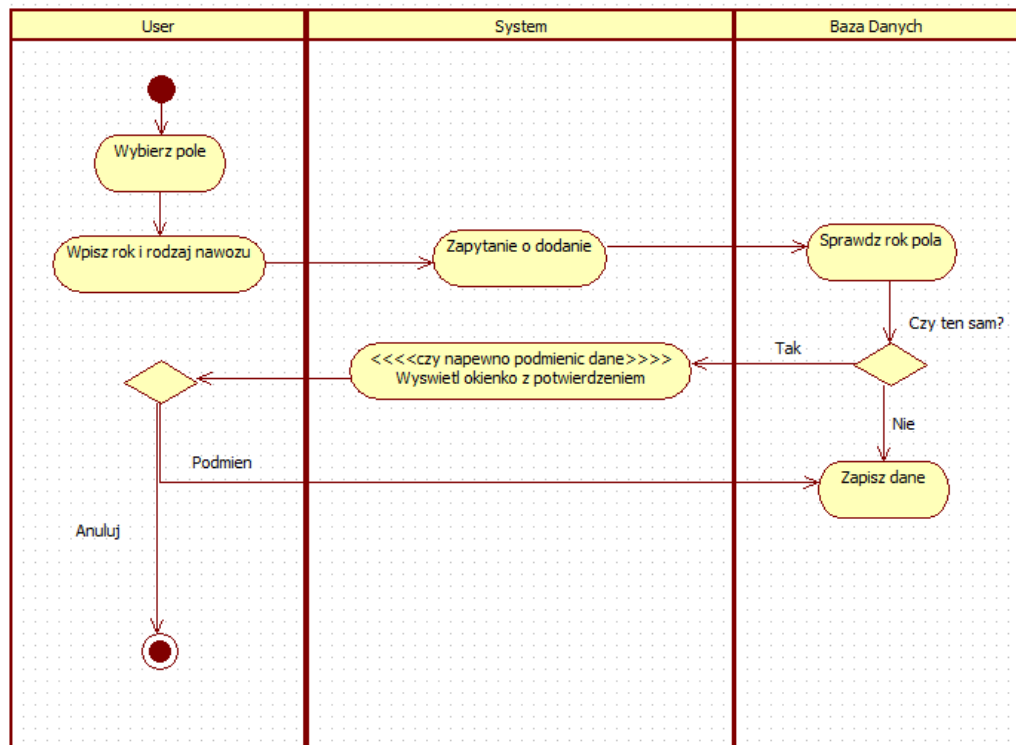 User
System
Baza Danych
Wybierz pole
Wpisz rok i rodzaj nawozu
Zapytanie o dodanie
Sprawdz rok pola
Czy ten sam?
Tak
<<<<czy napewno podmienic dane>>>>
Wyswietl okienko z potwierdzeniem
Nie
Podmien
Zapisz dane
Anuluj